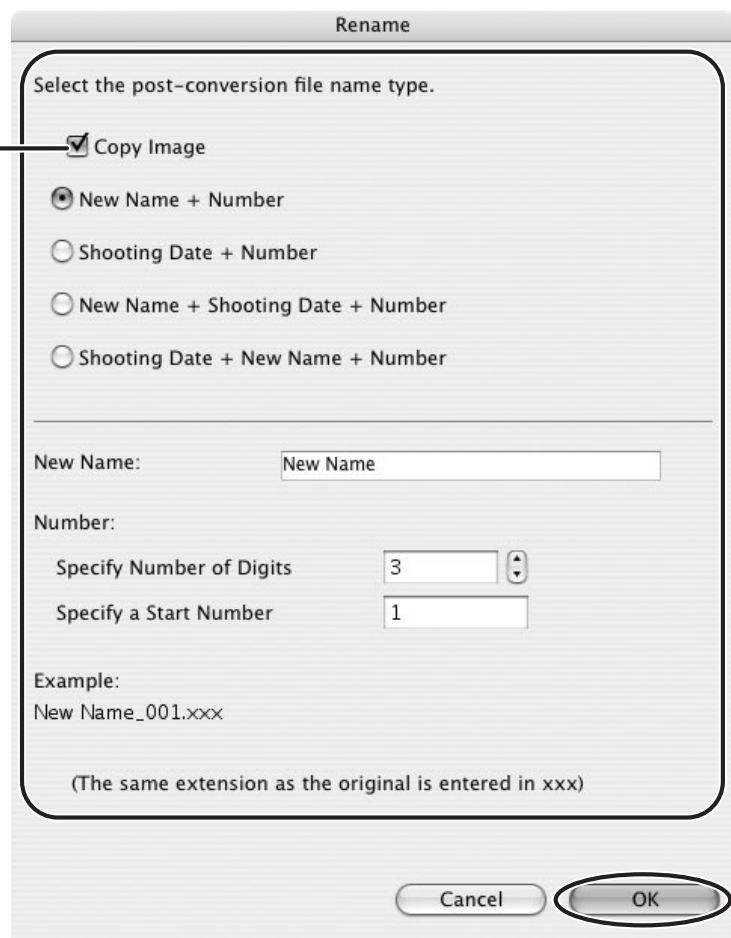 Rename
Select the post-conversion file name type.
Copy Image
New Name + Number
Shooting Date + Number
New Name + Shooting Date + Number
Shooting Date + New Name + Number
New Name: New Name
Number:
Specify Number of Digits 3
Specify a Start Number 1
Example:
New Name_001.xxx
(The same extension as the original is entered in xxx)
Cancel OK